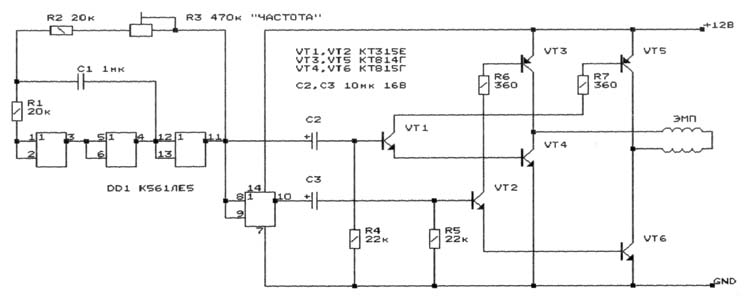 R2 20к
R3 470к "ЧАСТОТА"
+12В
VT1,VT2 КТ315Е
VT3,VT5 КТ814Г
VT4,VT6 КТ815Г
C2,C3 10мк 16В
VT3
VT5
C1 1мк
R6
360
R7
360
R1
20к
ЭМП
C2
+
VT1
VT4
1
2
1
3
5
6
1
4
12
13
1
11
DD1 К561ЛЕ5
C3
+
VT2
14
8
9
1
10
7
R4
22к
R5
22к
VT6
GND